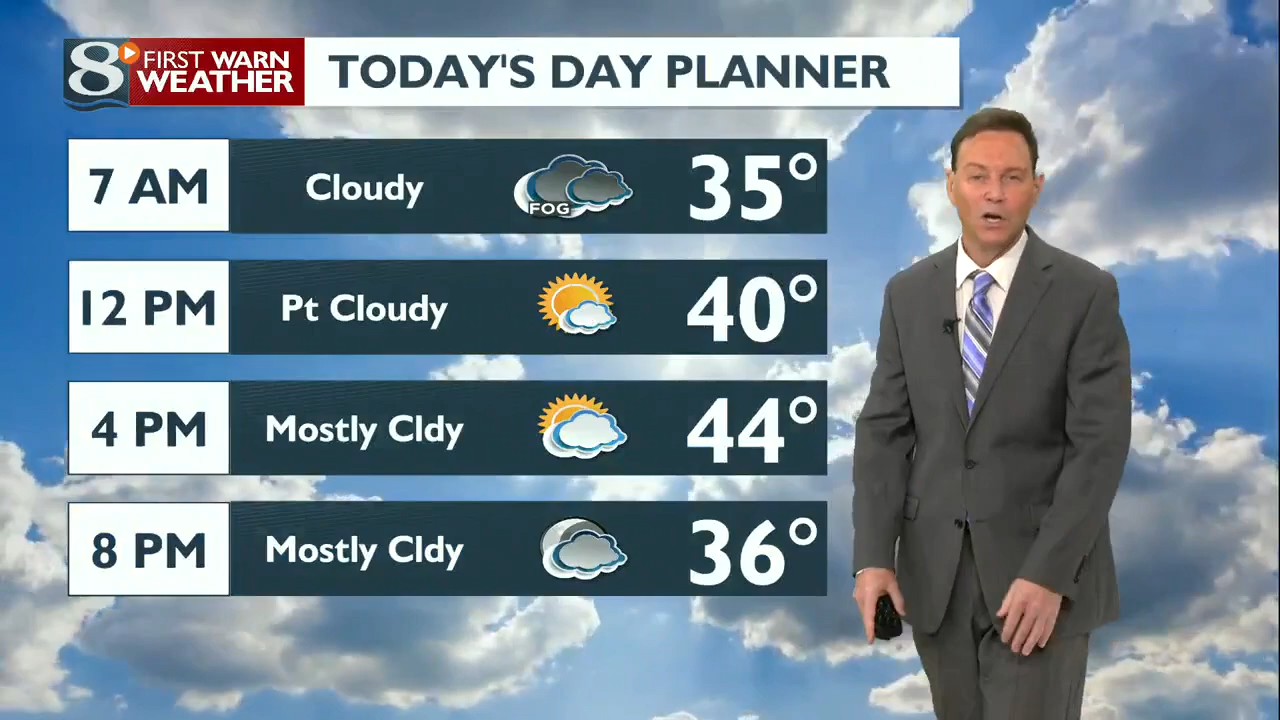 8 FIRST WARN
WEATHER
TODAY'S DAY PLANNER
7 AM Cloudy FOG 35°
12 PM Pt Cloudy 40°
4 PM Mostly Cldy 44°
8 PM Mostly Cldy 36°